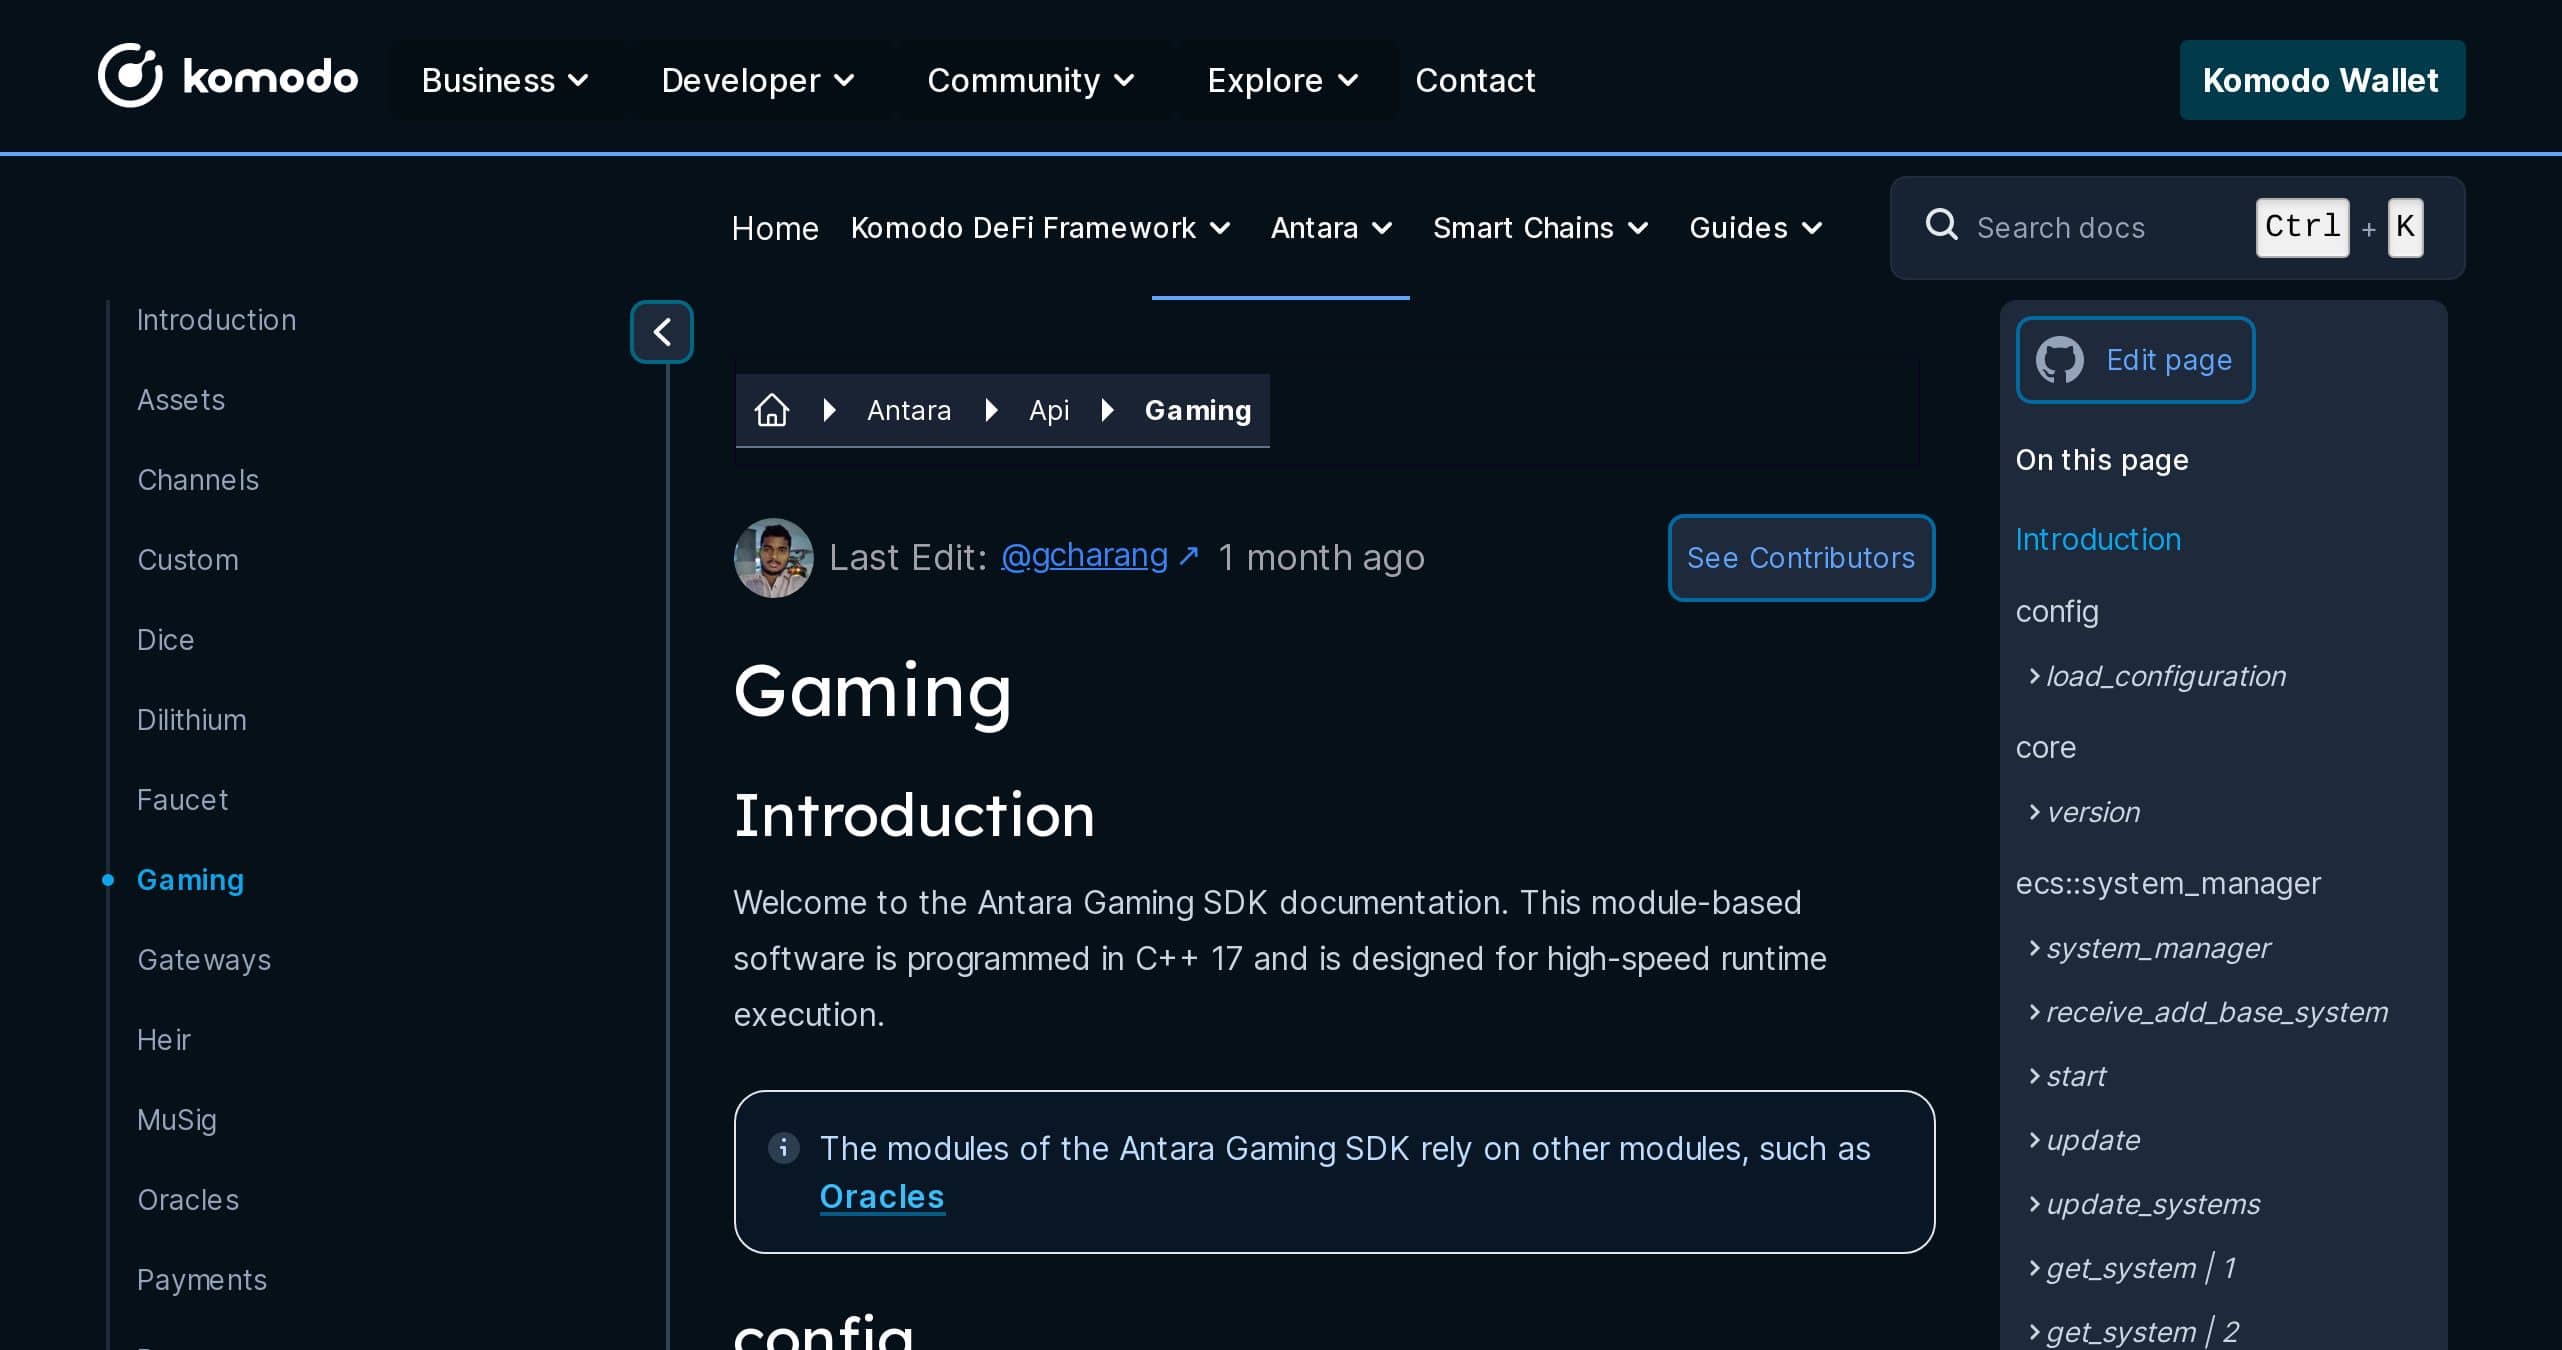 komodo
Business
Developer
Community
Explore
Contact
Komodo Wallet
Home
Komodo DeFi Framework
Antara
Smart Chains
Guides
Search docs
Ctrl + K
Introduction
Assets
Channels
Custom
Dice
Dilithium
Faucet
Gaming
Gateways
Heir
MuSig
Oracles
Payments
Antara
Api
Gaming
Last Edit: @gcharang ↗ 1 month ago
See Contributors
Gaming
Introduction
Welcome to the Antara Gaming SDK documentation. This module-based
software is programmed in C++ 17 and is designed for high-speed runtime
execution.
The modules of the Antara Gaming SDK rely on other modules, such as
Oracles
config
Edit page
On this page
Introduction
config
load_configuration
core
version
ecs::system_manager
system_manager
receive_add_base_system
start
update
update_systems
get_system | 1
get_system | 2